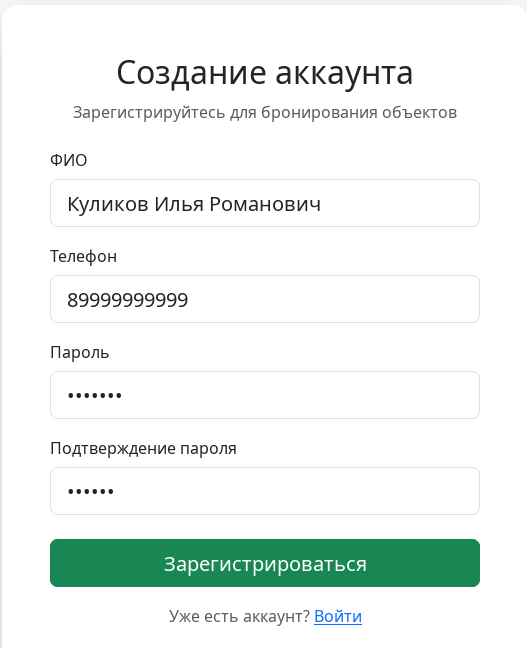 Создание аккаунта
Зарегистрируйтесь для бронирования объектов
ФИО
Куликов Илья Романович
Телефон
89999999999
Пароль
•••••••
Подтверждение пароля
••••••
Зарегистрироваться
Уже есть аккаунт? Войти